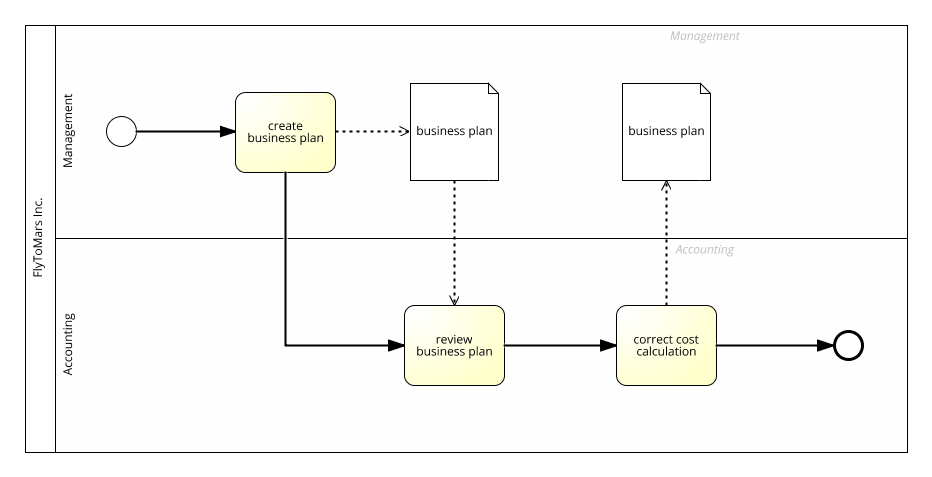 FlyToMars Inc.
Management
Management
create
business plan
business plan
business plan
Accounting
Accounting
review
business plan
correct cost
calculation